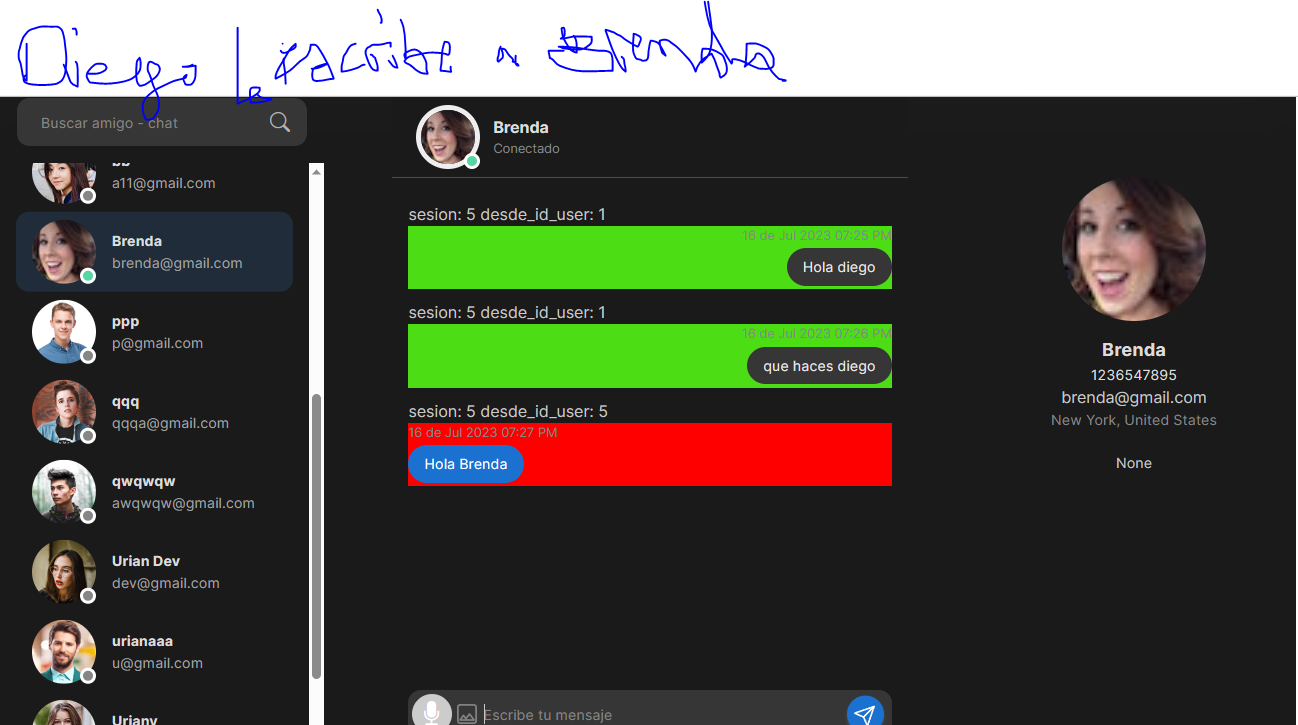 Diego le escribe a Brenda
Buscar amigo - chat
bb
a11@gmail.com
Brenda
brenda@gmail.com
ppp
p@gmail.com
qqq
qqqa@gmail.com
qwqwqw
awqwqw@gmail.com
Urian Dev
dev@gmail.com
urianaaa
u@gmail.com
Uriany
Brenda
Conectado
sesion: 5 desde_id_user: 1
16 de Jul 2023 07:25 PM
Hola diego
sesion: 5 desde_id_user: 1
16 de Jul 2023 07:26 PM
que haces diego
sesion: 5 desde_id_user: 5
16 de Jul 2023 07:27 PM
Hola Brenda
Escribe tu mensaje
Brenda
1236547895
brenda@gmail.com
New York, United States
None